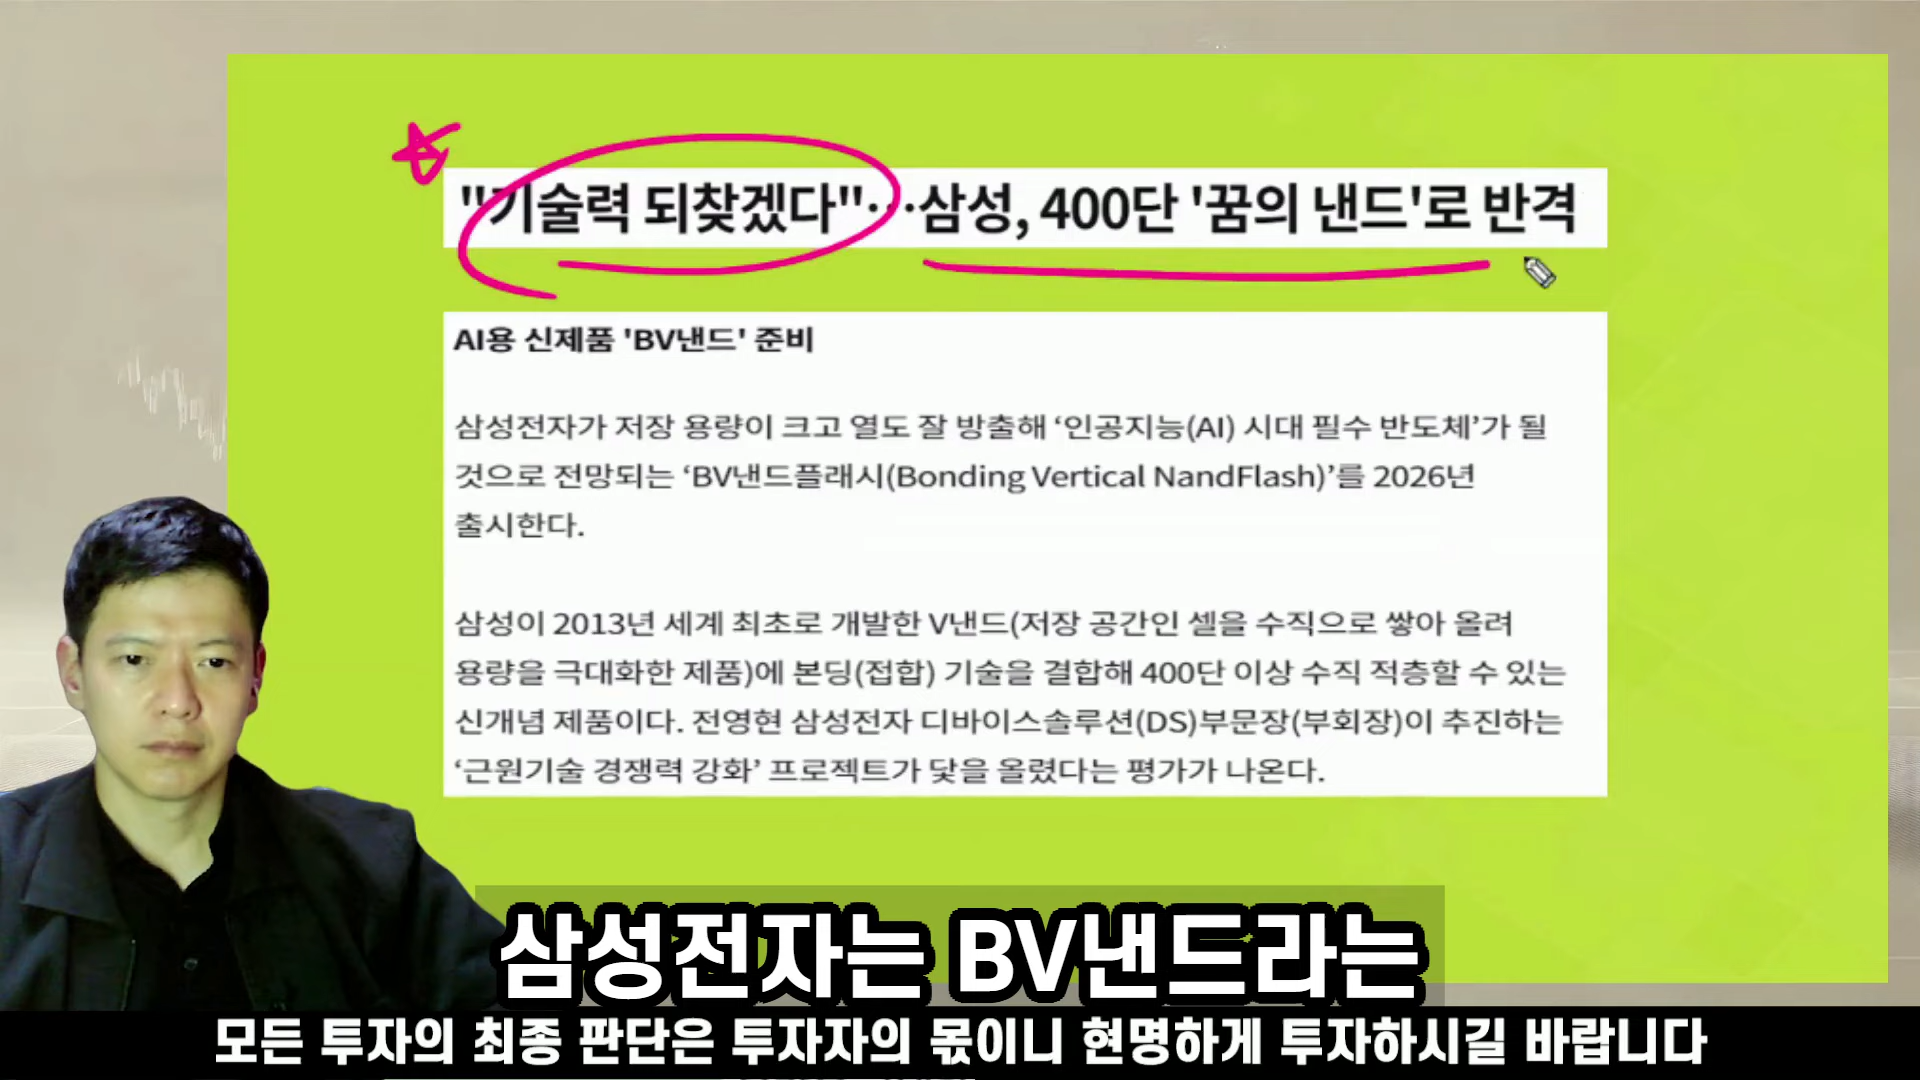 "기술력 되찾겠다"…삼성, 400단 '꿈의 낸드'로 반격
AI용 신제품 'BV낸드' 준비
삼성전자가 저장 용량이 크고 열도 잘 방출해 ‘인공지능(AI) 시대 필수 반도체’가 될
것으로 전망되는 ‘BV낸드플래시(Bonding Vertical NandFlash)’를 2026년
출시한다.
삼성이 2013년 세계 최초로 개발한 V낸드(저장 공간인 셀을 수직으로 쌓아 올려
용량을 극대화한 제품)에 본딩(접합) 기술을 결합해 400단 이상 수직 적층할 수 있는
신개념 제품이다. 전영현 삼성전자 디바이스솔루션(DS)부문장(부회장)이 추진하는
‘근원기술 경쟁력 강화’ 프로젝트가 닻을 올렸다는 평가가 나온다.
삼성전자는 BV낸드라는
모든 투자의 최종 판단은 투자자의 몫이니 현명하게 투자하시길 바랍니다